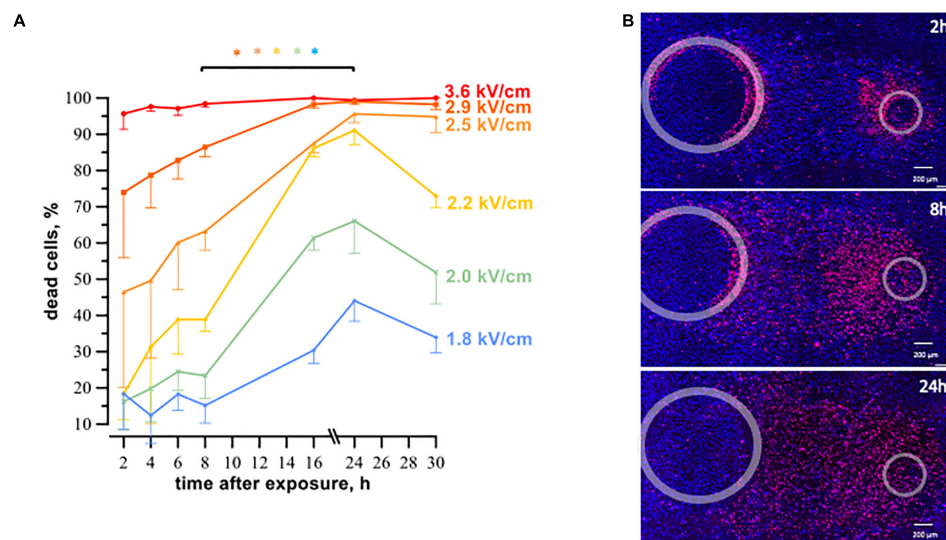 A
* * * * *
100
90
80
70
60
50
40
30
20
10
dead cells, %
3.6 kV/cm
2.9 kV/cm
2.5 kV/cm
2.2 kV/cm
2.0 kV/cm
1.8 kV/cm
2 4 6 8 10 12 14 16 24 26 28 30
time after exposure, h
B
2h
200 µm
8h
200 µm
24h
200 µm